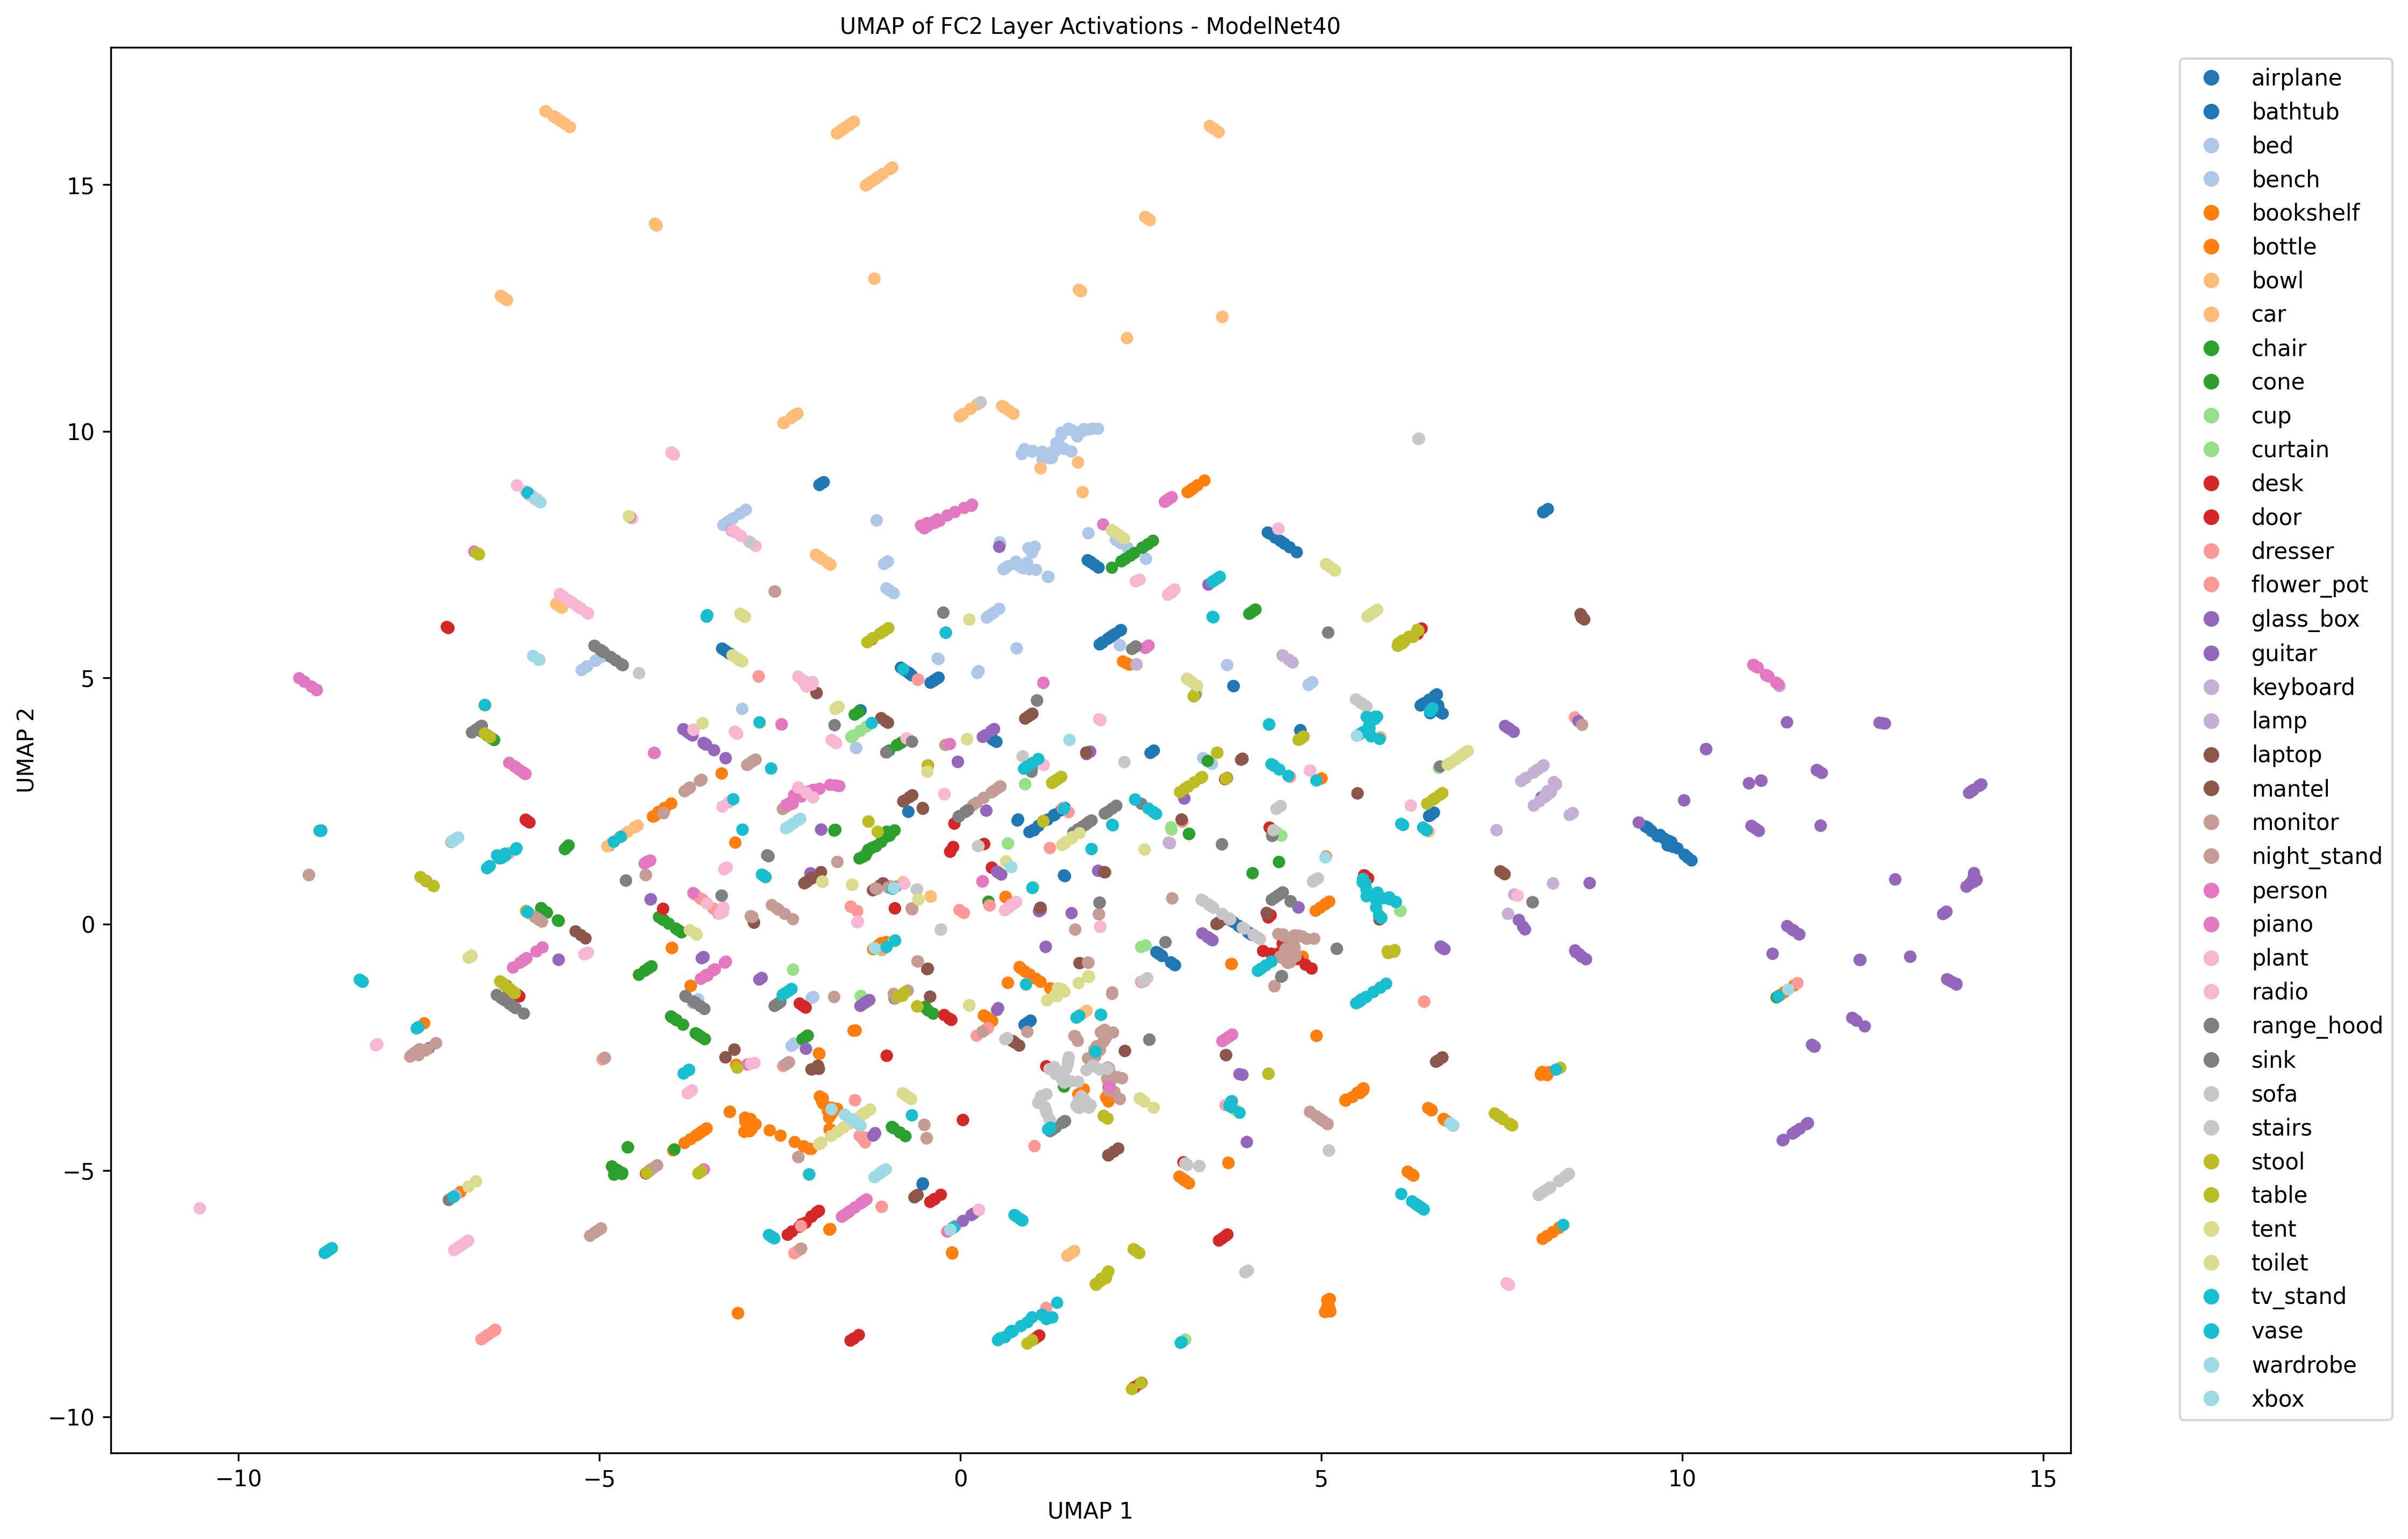 UMAP of FC2 Layer Activations - ModelNet40
15
10
5
0
−5
−10
UMAP 2
−10
−5
0
5
10
15
UMAP 1
airplane
bathtub
bed
bench
bookshelf
bottle
bowl
car
chair
cone
cup
curtain
desk
door
dresser
flower_pot
glass_box
guitar
keyboard
lamp
laptop
mantel
monitor
night_stand
person
piano
plant
radio
range_hood
sink
sofa
stairs
stool
table
tent
toilet
tv_stand
vase
wardrobe
xbox